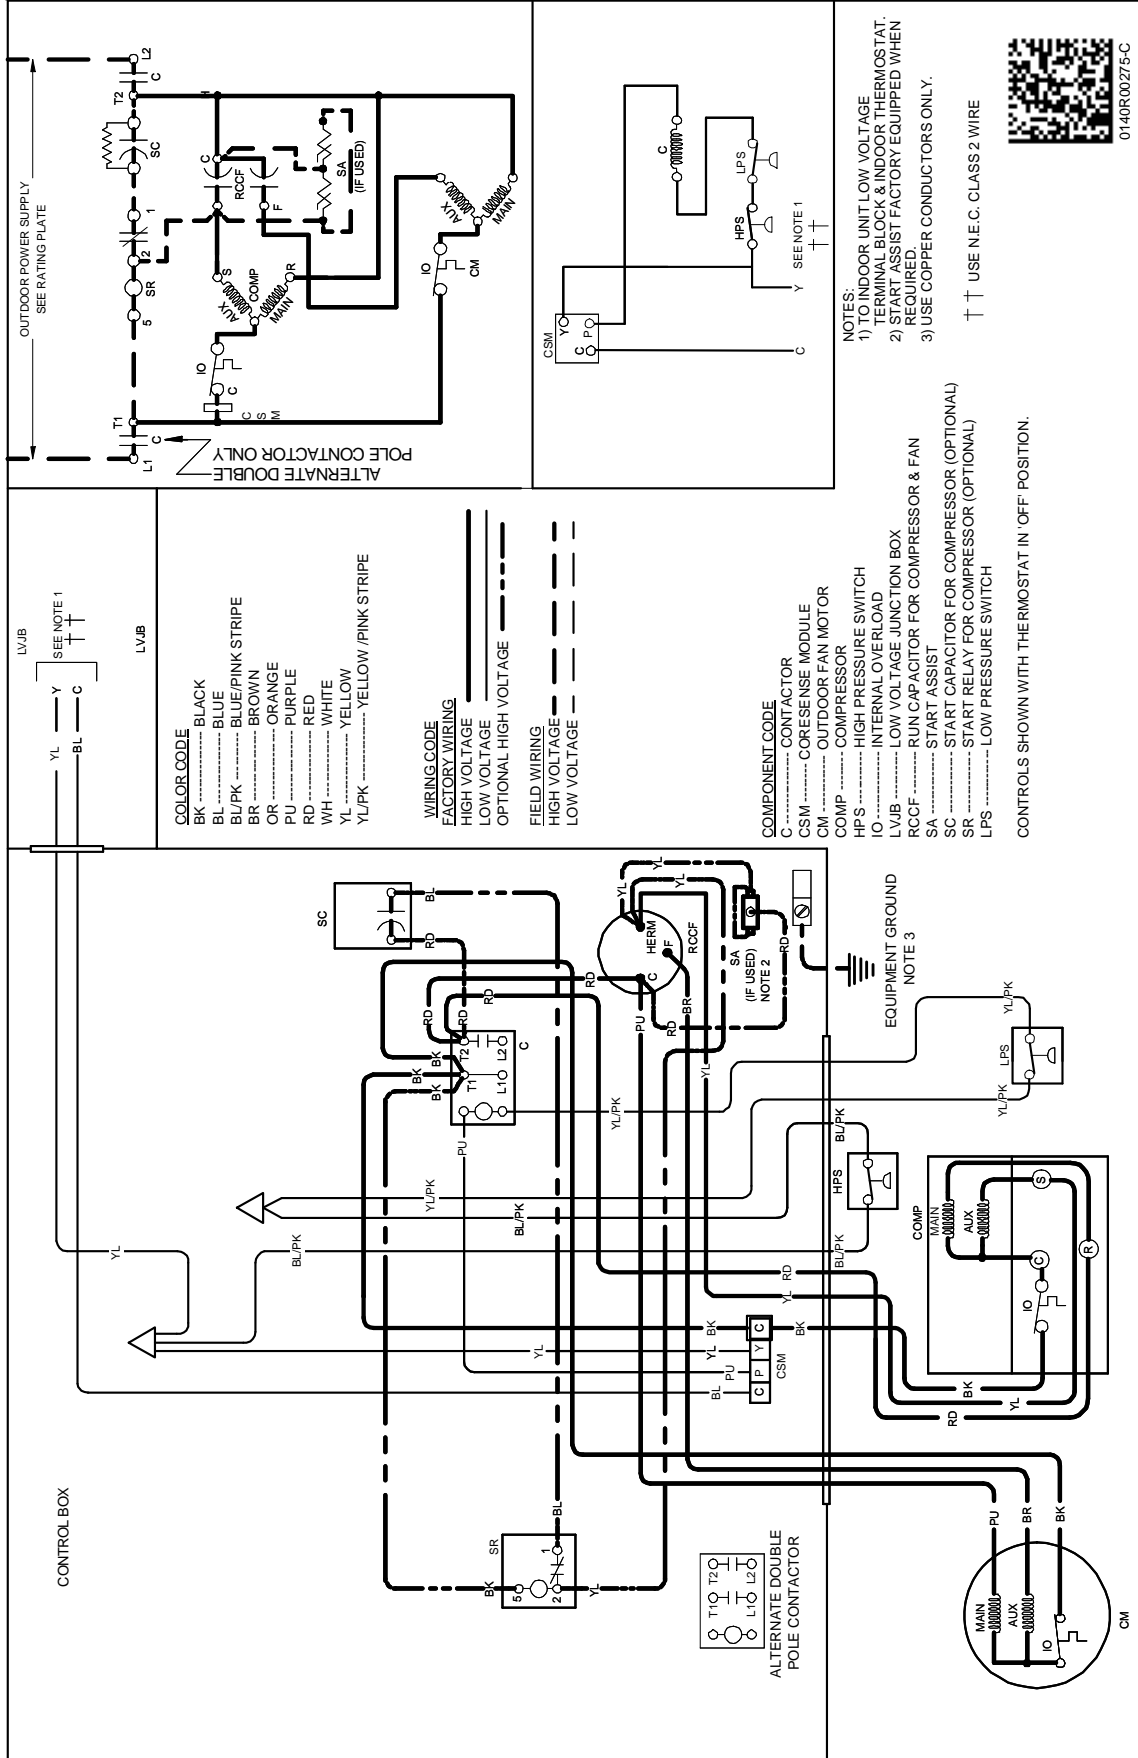 OUTDOOR POWER SUPPLY
SEE RATING PLATE
L1
C
T1
5
SR
2
1
SC
T2
C
L2
ALTERNATE DOUBLE
POLE CONTACTOR ONLY
C
S
M
C
IO
AUX
S
COMP
MAIN
R
RCCF
C
H
F
SA
(IF USED)
IO
CM
AUX
MAIN
CSM
Y
C
P
C
HPS
LPS
C
Y
SEE NOTE 1
††
NOTES:
1) TO INDOOR UNIT LOW VOLTAGE
TERMINAL BLOCK & INDOOR THERMOSTAT.
2) START ASSIST FACTORY EQUIPPED WHEN
REQUIRED.
3) USE COPPER CONDUCTORS ONLY.
†† USE N.E.C. CLASS 2 WIRE
0140R00275-C
LVJB
YL
Y
BL
C
SEE NOTE 1
††
LVJB
COLOR CODE
BK ---------- BLACK
BL ---------- BLUE
BL/PK ---------- BLUE/PINK STRIPE
BR ---------- BROWN
OR ---------- ORANGE
PU ---------- PURPLE
RD ---------- RED
WH ---------- WHITE
YL ---------- YELLOW
YL/PK ---------- YELLOW /PINK STRIPE
WIRING CODE
FACTORY WIRING
HIGH VOLTAGE
LOW VOLTAGE
OPTIONAL HIGH VOLTAGE
FIELD WIRING
HIGH VOLTAGE
LOW VOLTAGE
COMPONENT CODE
C ---------- CONTACTOR
CSM ---------- CORESENSE MODULE
CM ---------- OUTDOOR FAN MOTOR
COMP ---------- COMPRESSOR
HPS ---------- HIGH PRESSURE SWITCH
IO ---------- INTERNAL OVERLOAD
LVJB ---------- LOW VOLTAGE JUNCTION BOX
RCCF ---------- RUN CAPACITOR FOR COMPRESSOR & FAN
SA ---------- START ASSIST
SC ---------- START CAPACITOR FOR COMPRESSOR (OPTIONAL)
SR ---------- START RELAY FOR COMPRESSOR (OPTIONAL)
LPS ---------- LOW PRESSURE SWITCH
CONTROLS SHOWN WITH THERMOSTAT IN 'OFF' POSITION.
CONTROL BOX
YL
BL/PK
YL/PK
BL/PK
SC
RD
BL
BK
BK
BK
RD
RD
RD
T1
T2
L1
L2
C
PU
YL/PK
RD
RD
PU
BR
RD
C
HERM
F
RCCF
YL
YL
YL
SA
(IF USED)
NOTE 2
RD
YL
EQUIPMENT GROUND
NOTE 3
SR
BK
5
2
1
BL
YL
YL
BL
PU
YL
BK
C
P
Y
C
CSM
BK
YL
RD
BL/PK
BL/PK
HPS
YL/PK
YL/PK
LPS
COMP
MAIN
AUX
S
C
R
IO
BK
YL
RD
ALTERNATE DOUBLE
POLE CONTACTOR
T1
T2
L1
L2
PU
BR
BK
MAIN
AUX
IO
CM